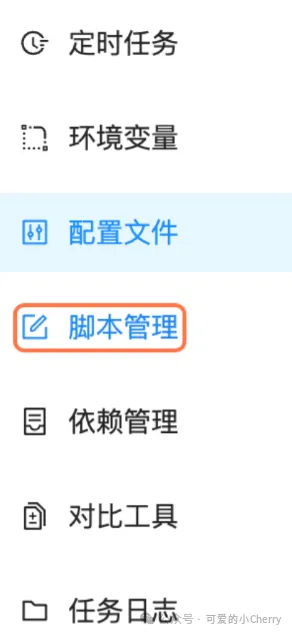 定时任务
环境变量
配置文件
脚本管理
依赖管理
对比工具
任务日志
公众号 · 可爱的小Cherry